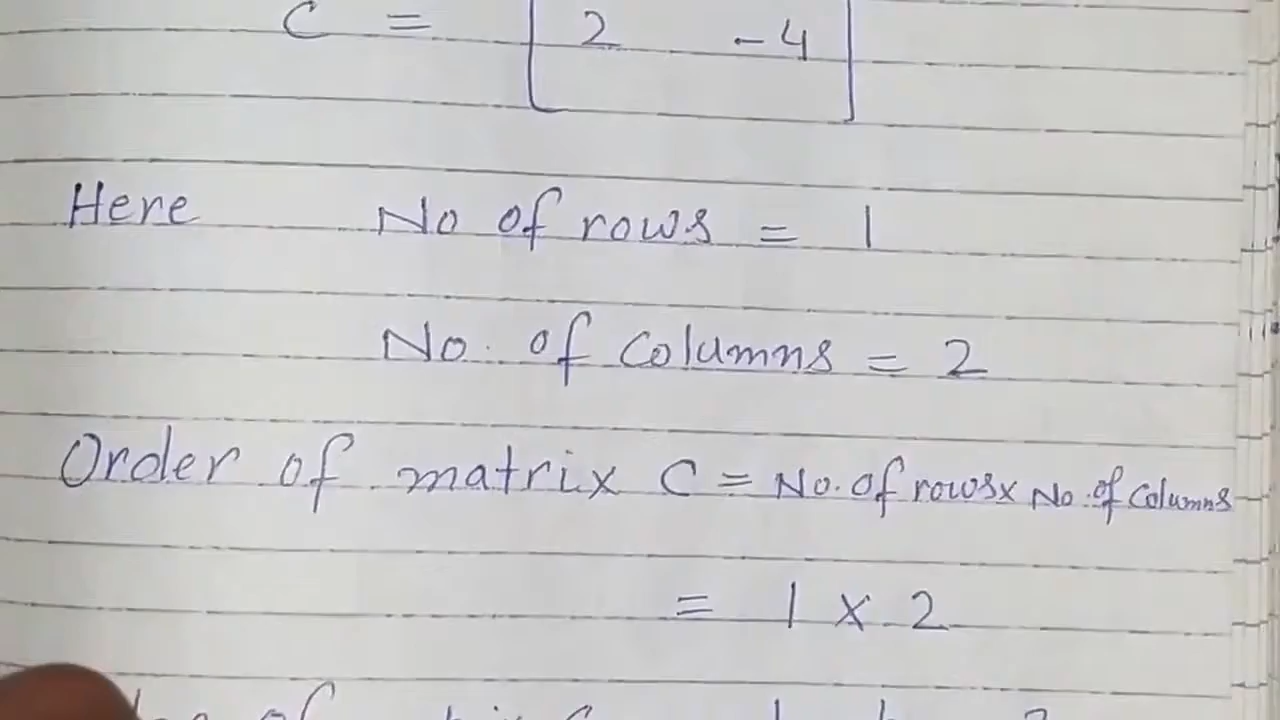 C = [ 2 -4 ]
Here No of rows = 1
No. of Columns = 2
Order of matrix C = No. of rows x No. of Columns
= 1 x 2